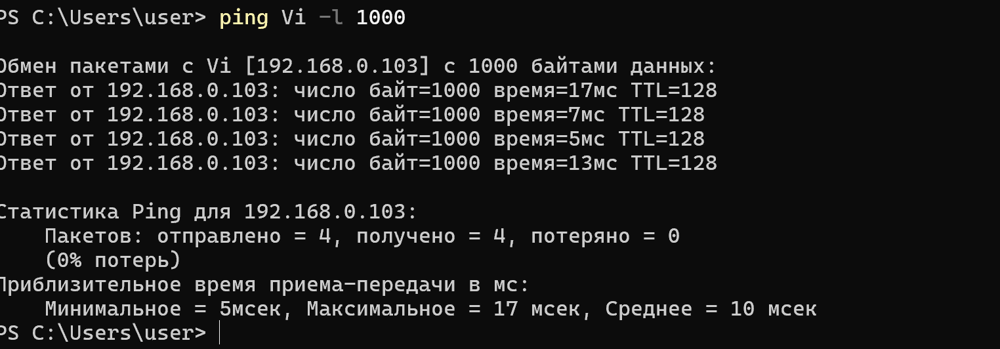 PS C:\Users\user> ping Vi -l 1000
Обмен пакетами с Vi [192.168.0.103] с 1000 байтами данных:
Ответ от 192.168.0.103: число байт=1000 время=17мс TTL=128
Ответ от 192.168.0.103: число байт=1000 время=7мс TTL=128
Ответ от 192.168.0.103: число байт=1000 время=5мс TTL=128
Ответ от 192.168.0.103: число байт=1000 время=13мс TTL=128
Статистика Ping для 192.168.0.103:
Пакетов: отправлено = 4, получено = 4, потеряно = 0
(0% потерь)
Приблизительное время приема-передачи в мс:
Минимальное = 5мсек, Максимальное = 17 мсек, Среднее = 10 мсек
PS C:\Users\user>